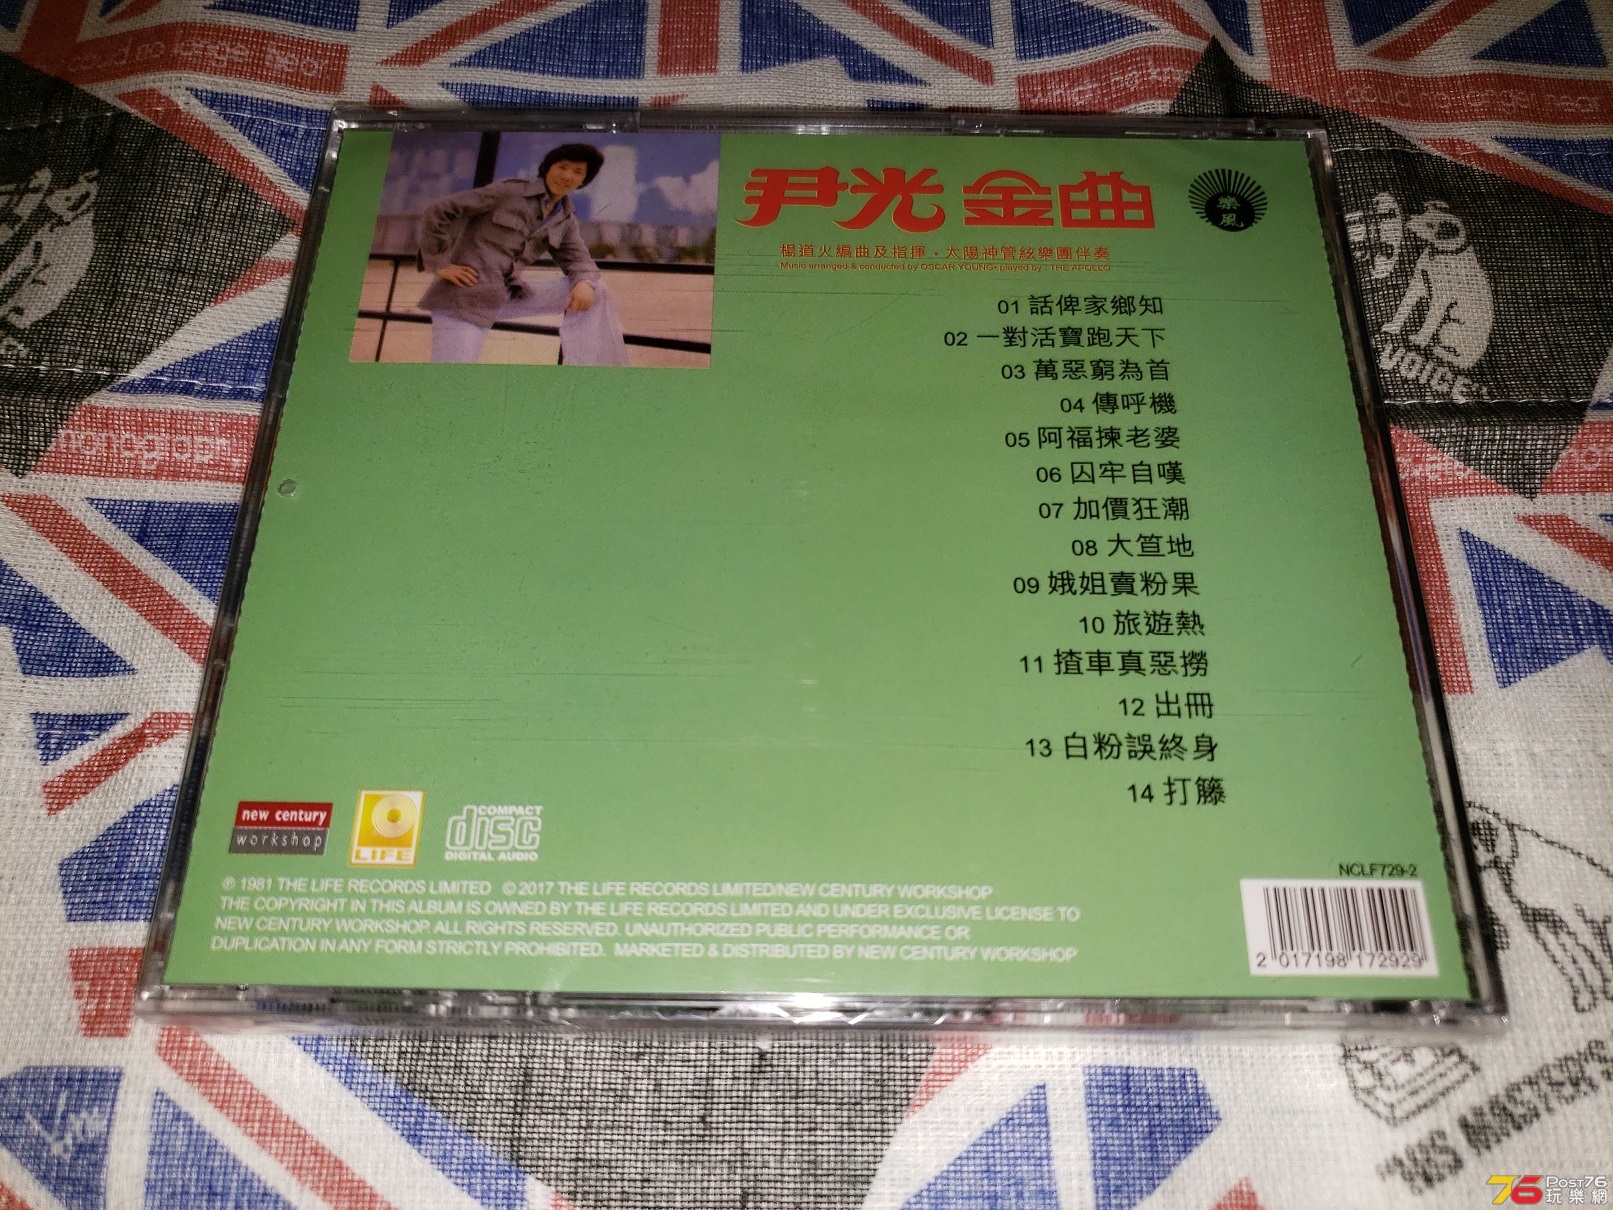 尹光 金曲
樂風
楊道火編曲及指揮・太陽神管絃樂團伴奏
Music arranged & conducted by OSCAR YOUNG• played by : THE APOLLO
01 話俾家鄉知
02 一對活寶跑天下
03 萬惡窮為首
04 傳呼機
05 阿福揀老婆
06 囚牢自嘆
07 加價狂潮
08 大笪地
09 娥姐賣粉果
10 旅遊熱
11 揸車真惡撈
12 出冊
13 白粉誤終身
14 打籐
new century
workshop
LIFE
COMPACT
disc
DIGITAL AUDIO
NCLF729-2
℗ 1981 THE LIFE RECORDS LIMITED © 2017 THE LIFE RECORDS LIMITED/NEW CENTURY WORKSHOP
THE COPYRIGHT IN THIS ALBUM IS OWNED BY THE LIFE RECORDS LIMITED AND UNDER EXCLUSIVE LICENSE TO
NEW CENTURY WORKSHOP. ALL RIGHTS RESERVED. UNAUTHORIZED PUBLIC PERFORMANCE OR
DUPLICATION IN ANY FORM STRICTLY PROHIBITED. MARKETED & DISTRIBUTED BY NEW CENTURY WORKSHOP
2 017198 172929
could no longer
VOICE
HIS MASTER'S
76 Post76
玩樂網